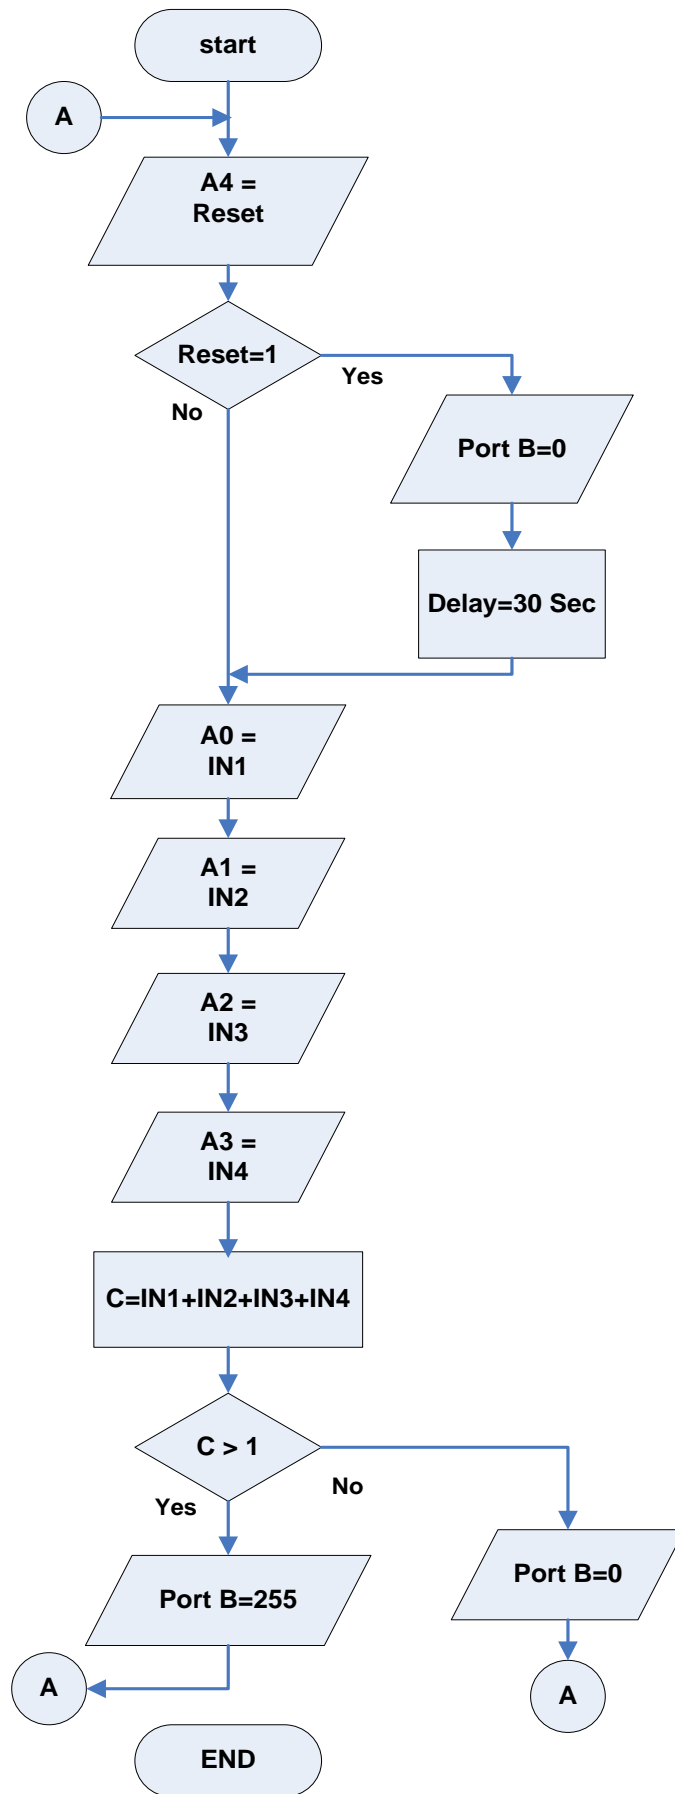 start
A
A4 =
Reset
Reset=1
Yes
No
Port B=0
Delay=30 Sec
A0 =
IN1
A1 =
IN2
A2 =
IN3
A3 =
IN4
C=IN1+IN2+IN3+IN4
C > 1
No
Yes
Port B=255
Port B=0
A
A
END